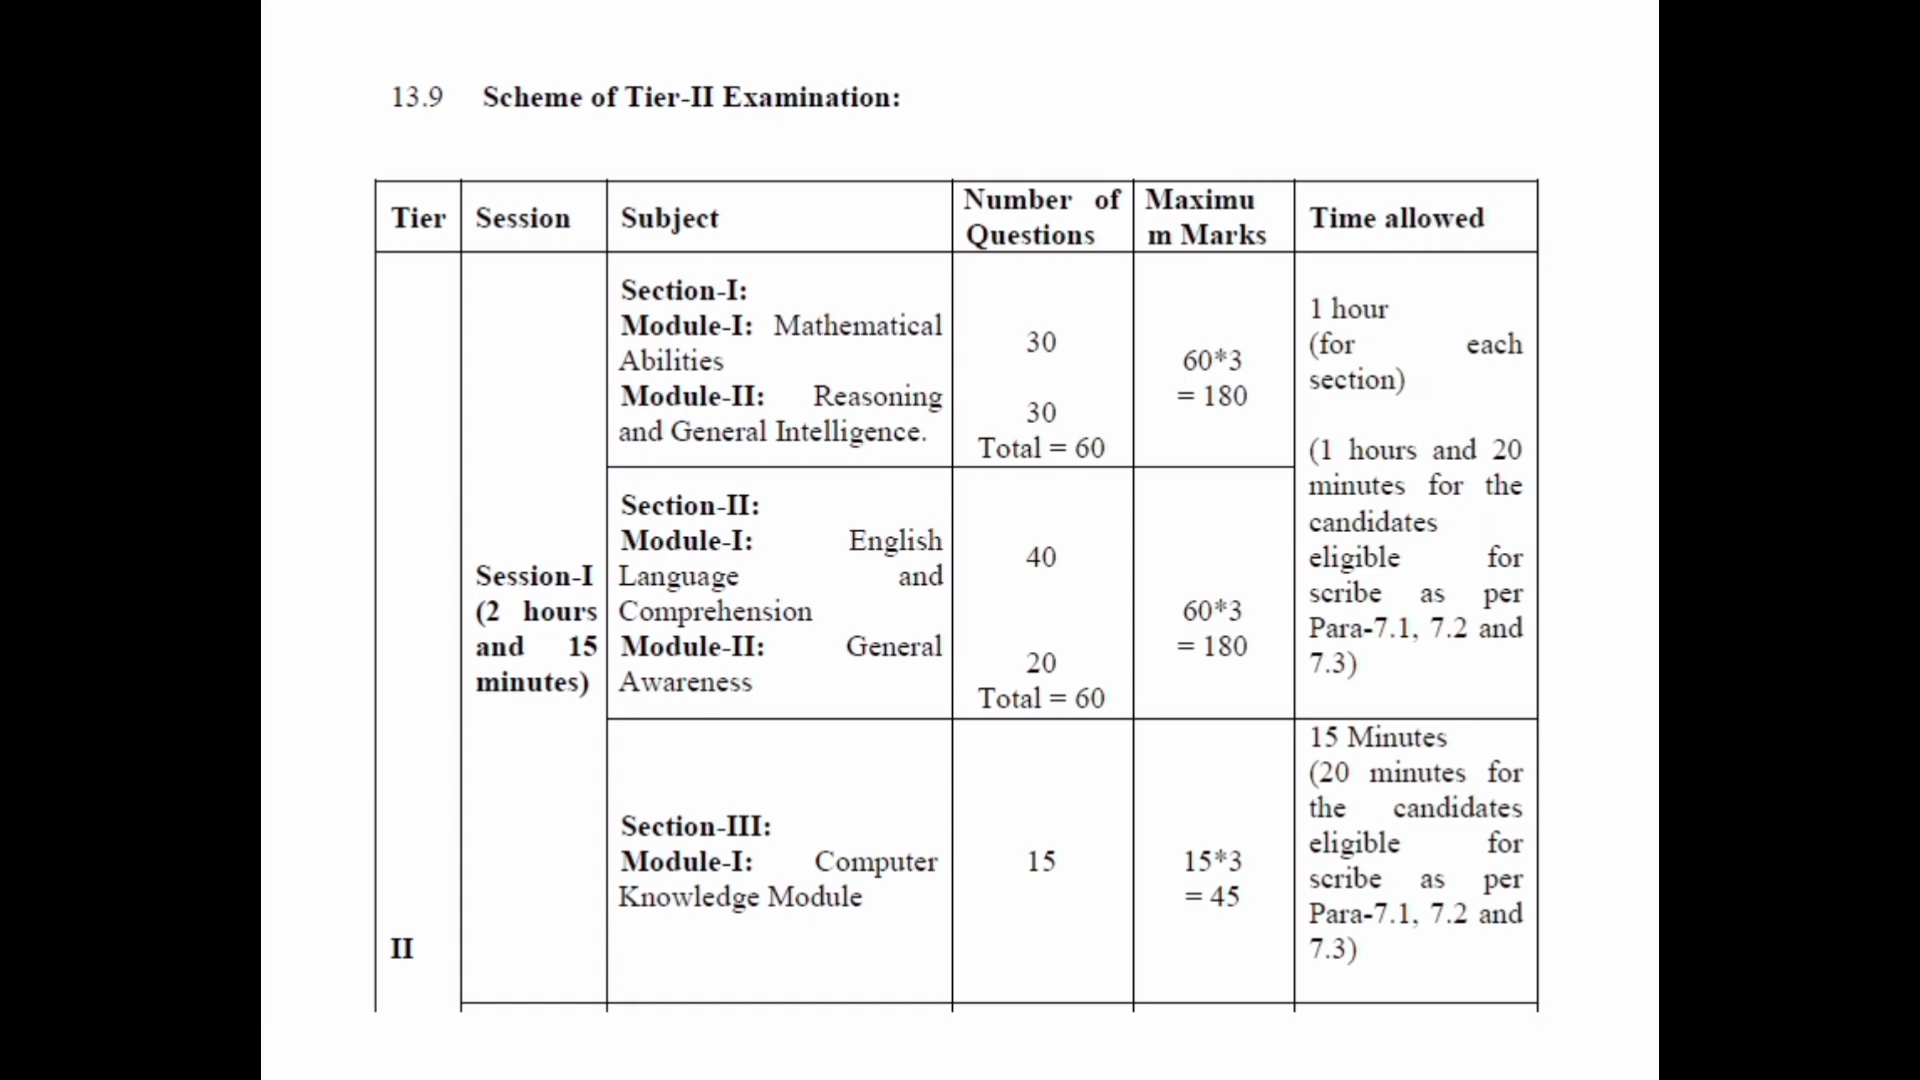 13.9 Scheme of Tier-II Examination:
Tier
Session
Subject
Number of
Questions
Maximu
m Marks
Time allowed
II
Session-I
(2 hours
and 15
minutes)
Section-I:
Module-I: Mathematical
Abilities
Module-II: Reasoning
and General Intelligence.
30
30
Total = 60
60*3
= 180
1 hour
(for each
section)
(1 hours and 20
minutes for the
candidates
eligible for
scribe as per
Para-7.1, 7.2 and
7.3)
Section-II:
Module-I: English
Language and
Comprehension
Module-II: General
Awareness
40
20
Total = 60
60*3
= 180
Section-III:
Module-I: Computer
Knowledge Module
15
15*3
= 45
15 Minutes
(20 minutes for
the candidates
eligible for
scribe as per
Para-7.1, 7.2 and
7.3)